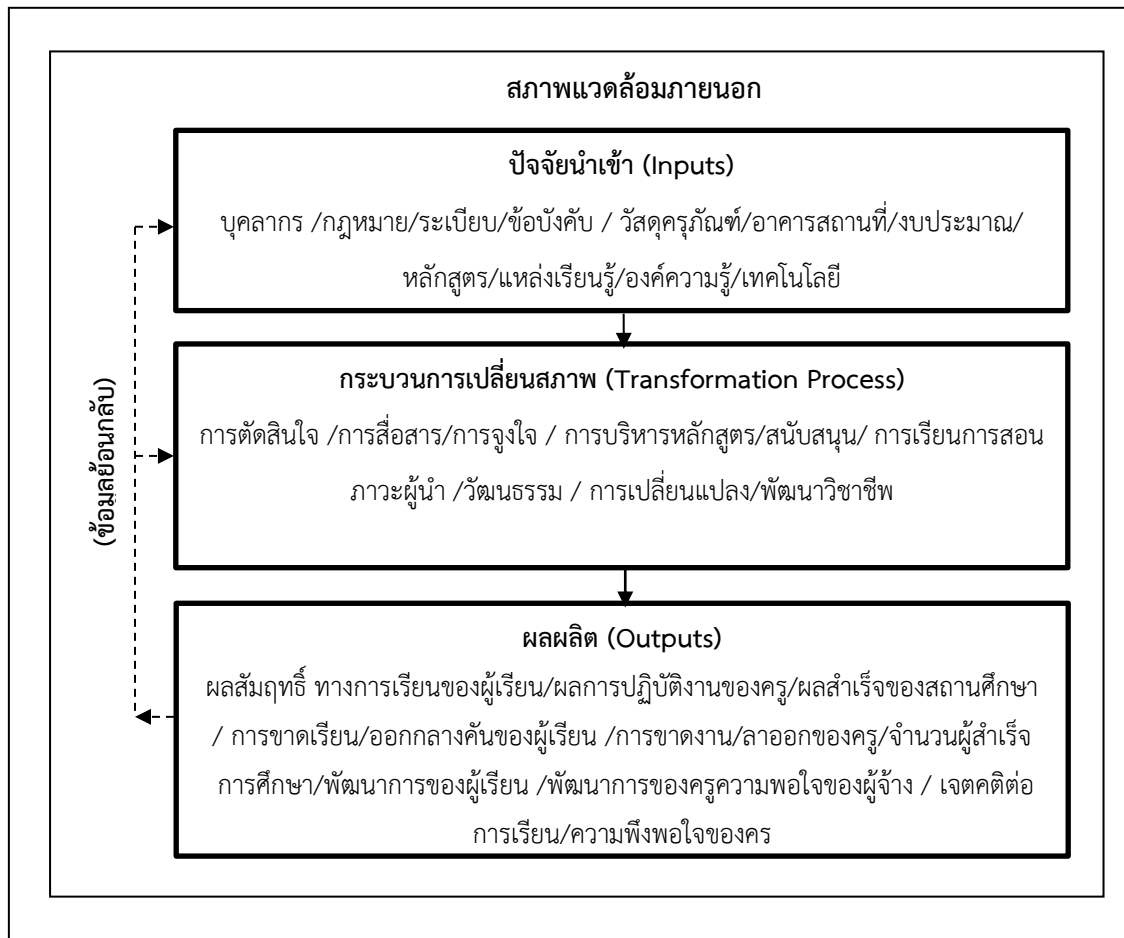 สภาพแวดล้อมภายนอก
ปัจจัยนำเข้า (Inputs)
บุคลากร /กฎหมาย/ระเบียบ/ข้อบังคับ / วัสดุครุภัณฑ์/อาคารสถานที่/งบประมาณ/
หลักสูตร/แหล่งเรียนรู้/องค์ความรู้/เทคโนโลยี
กระบวนการเปลี่ยนสภาพ (Transformation Process)
การตัดสินใจ /การสื่อสาร/การจูงใจ / การบริหารหลักสูตร/สนับสนุน/ การเรียนการสอน
ภาวะผู้นำ /วัฒนธรรม / การเปลี่ยนแปลง/พัฒนาวิชาชีพ
(ข้อมูลย้อนกลับ)
ผลผลิต (Outputs)
ผลสัมฤทธิ์ ทางการเรียนของผู้เรียน/ผลการปฏิบัติงานของครู/ผลสำเร็จของสถานศึกษา
/ การขาดเรียน/ออกกลางคันของผู้เรียน /การขาดงาน/ลาออกของครู/จำนวนผู้สำเร็จ
การศึกษา/พัฒนาการของผู้เรียน /พัฒนาการของครูความพอใจของผู้จ้าง / เจตคติต่อ
การเรียน/ความพึงพอใจของคร